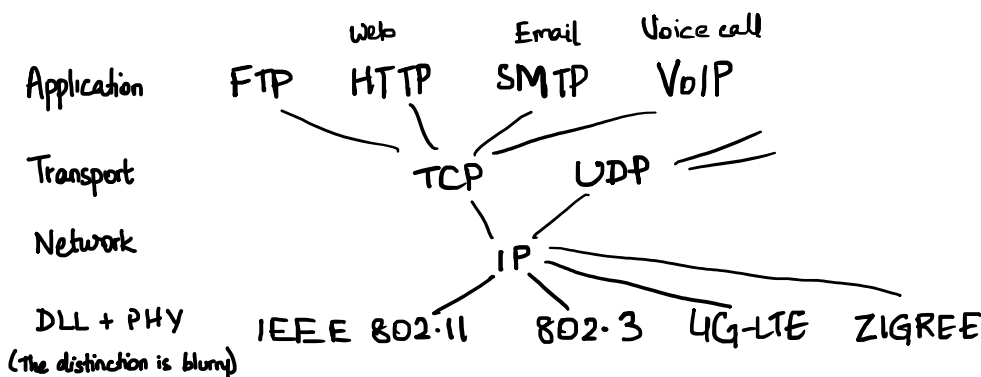 Web Email Voice call
Application FTP HTTP SMTP VoIP
Transport TCP UDP
Network
IP
DLL + PHY IEEE 802.11 802.3 4G-LTE ZIGREE
(The distinction is blurry)